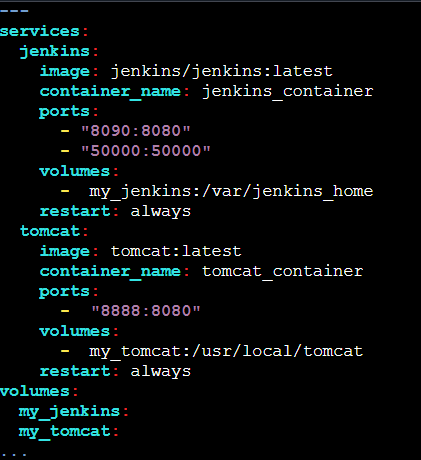 ---
services:
  jenkins:
    image: jenkins/jenkins:latest
    container_name: jenkins_container
    ports:
      - "8090:8080"
      - "50000:50000"
    volumes:
      -  my_jenkins:/var/jenkins_home
    restart: always
  tomcat:
    image: tomcat:latest
    container_name: tomcat_container
    ports:
      -  "8888:8080"
    volumes:
      -  my_tomcat:/usr/local/tomcat
    restart: always
volumes:
  my_jenkins:
  my_tomcat:
...